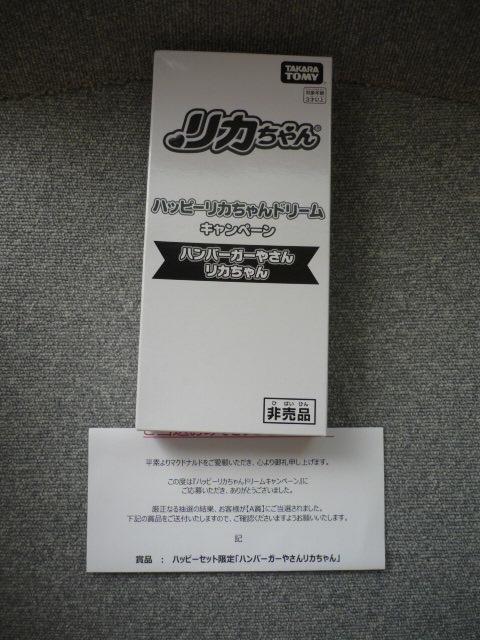 TAKARA
TOMY
対象年齢
3才以上
リカちゃん®
ハッピーリカちゃんドリーム
キャンペーン
ハンバーガーやさん
リカちゃん
ひ ばい ひん
非売品
平素よりマクドナルドをご愛顧いただき、心より御礼申し上げます。
この度は『ハッピーリカちゃんドリームキャンペーン』に
ご応募いただき、ありがとうございました。
厳正なる抽選の結果、お客様が【A賞】にご当選されました。
下記の賞品をご送付いたしますので、ご確認くださいますようお願いいたします。
記
賞品 : ハッピーセット限定「ハンバーガーやさんリカちゃん」